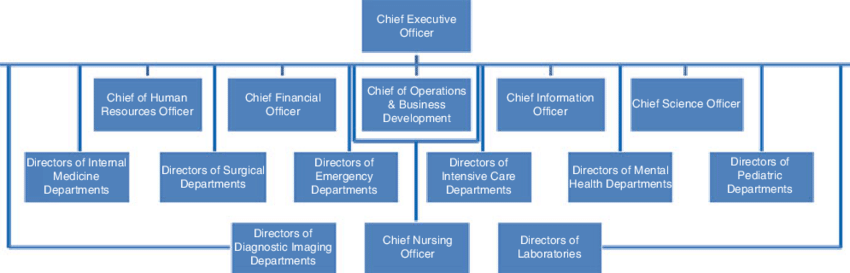 Chief Executive
Officer
Chief of Human
Resources Officer
Chief Financial
Officer
Chief of Operations
& Business
Development
Chief Information
Officer
Chief Science Officer
Directors of Internal
Medicine
Departments
Directors of Surgical
Departments
Directors of
Emergency
Departments
Directors of
Intensive Care
Departments
Directors of Mental
Health Departments
Directors of
Pediatric
Departments
Directors of
Diagnostic Imaging
Departments
Chief Nursing
Officer
Directors of
Laboratories